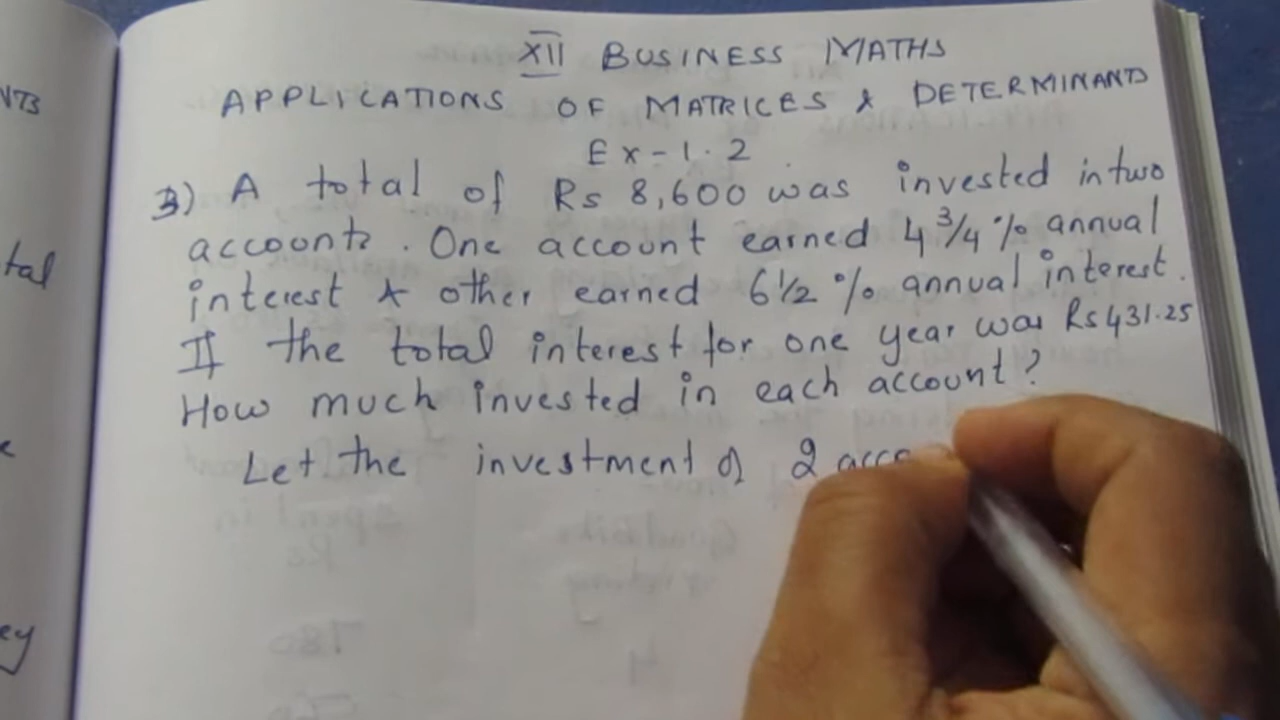 XII BUSINESS MATHS
APPLICATIONS OF MATRICES & DETERMINANTS
Ex-1.2
3) A total of Rs 8,600 was invested in two
accounts. One account earned 4 3/4 % annual
interest & other earned 6 1/2 % annual interest.
If the total interest for one year was Rs 431.25
How much invested in each account?
Let the investment of 2 acco